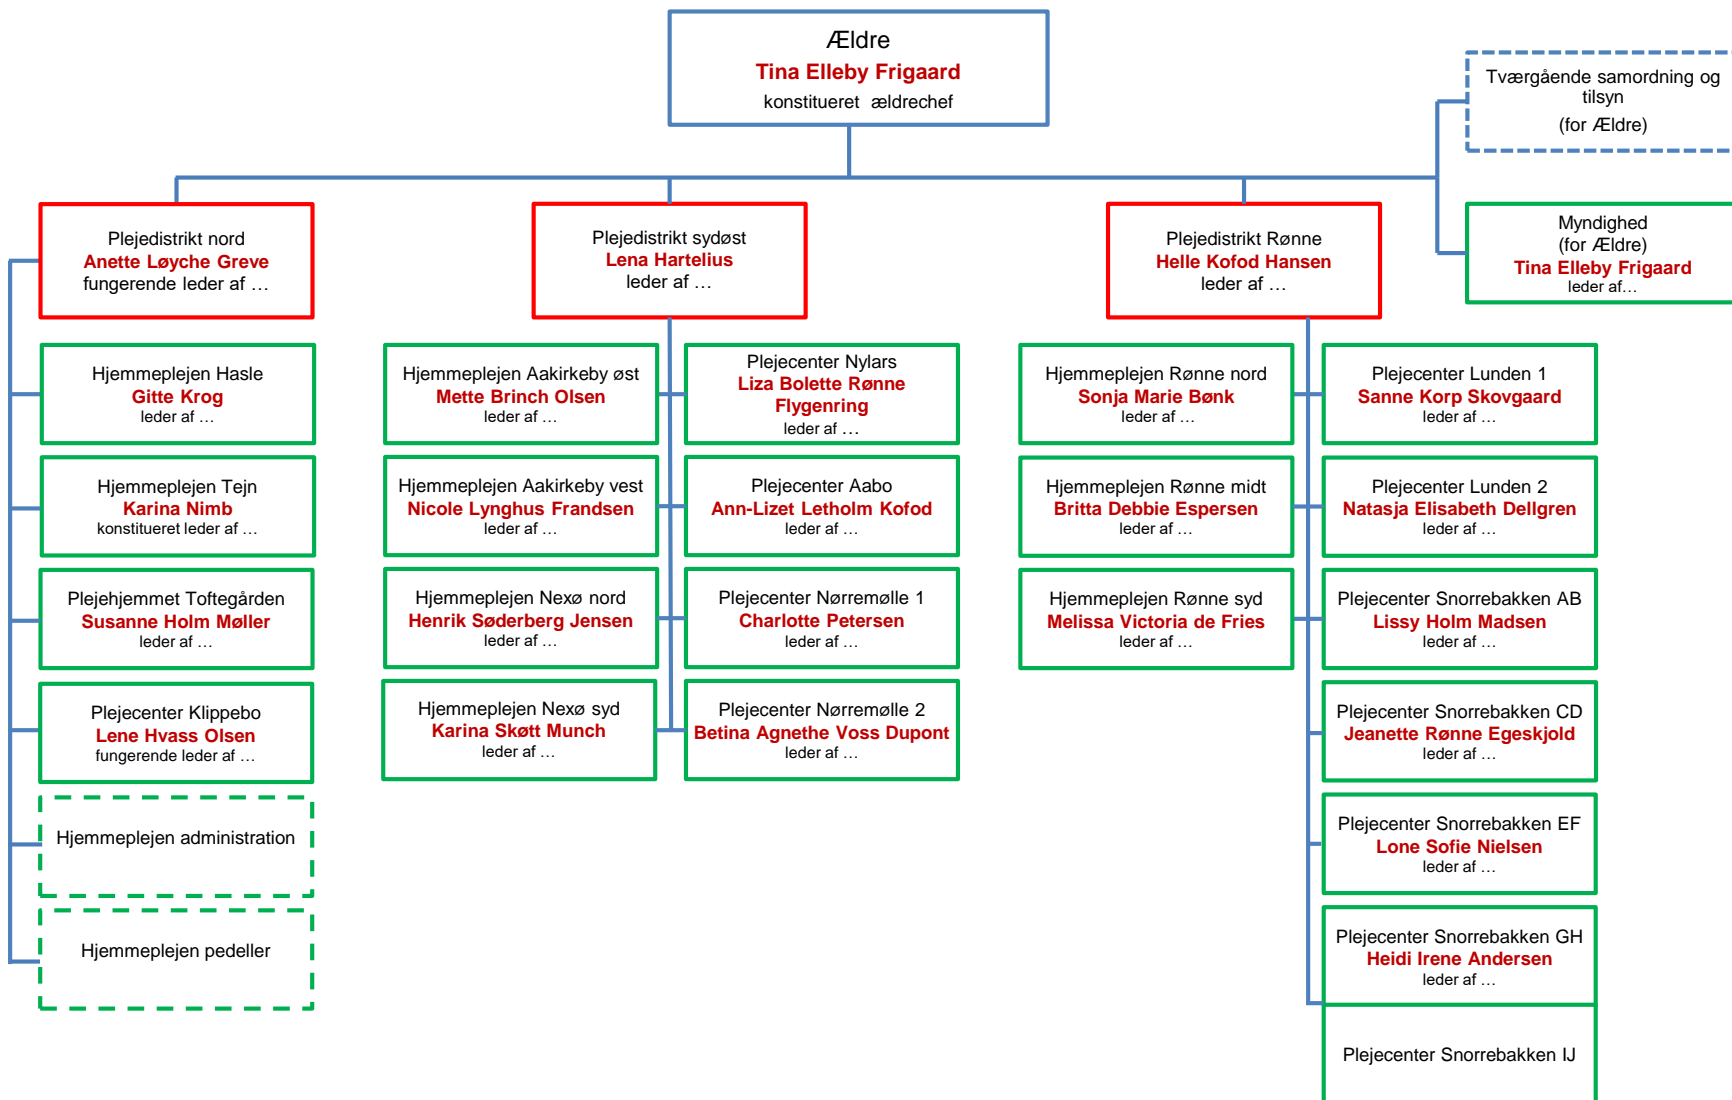 Ældre
Tina Elleby Frigaard
konstitueret ældrechef
Tværgående samordning og
tilsyn
(for Ældre)
Plejedistrikt nord
Anette Løyche Greve
fungerende leder af …
Plejedistrikt sydøst
Lena Hartelius
leder af …
Plejedistrikt Rønne
Helle Kofod Hansen
leder af …
Myndighed
(for Ældre)
Tina Elleby Frigaard
leder af…
Hjemmeplejen Hasle
Gitte Krog
leder af …
Hjemmeplejen Tejn
Karina Nimb
konstitueret leder af …
Plejehjemmet Toftegården
Susanne Holm Møller
leder af …
Plejecenter Klippebo
Lene Hvass Olsen
fungerende leder af …
Hjemmeplejen administration
Hjemmeplejen pedeller
Hjemmeplejen Aakirkeby øst
Mette Brinch Olsen
leder af …
Hjemmeplejen Aakirkeby vest
Nicole Lynghus Frandsen
leder af …
Hjemmeplejen Nexø nord
Henrik Søderberg Jensen
leder af …
Hjemmeplejen Nexø syd
Karina Skøtt Munch
leder af …
Plejecenter Nylars
Liza Bolette Rønne
Flygenring
leder af …
Plejecenter Aabo
Ann-Lizet Letholm Kofod
leder af …
Plejecenter Nørremølle 1
Charlotte Petersen
leder af …
Plejecenter Nørremølle 2
Betina Agnethe Voss Dupont
leder af …
Hjemmeplejen Rønne nord
Sonja Marie Bønk
leder af …
Hjemmeplejen Rønne midt
Britta Debbie Espersen
leder af …
Hjemmeplejen Rønne syd
Melissa Victoria de Fries
leder af …
Plejecenter Lunden 1
Sanne Korp Skovgaard
leder af …
Plejecenter Lunden 2
Natasja Elisabeth Dellgren
leder af …
Plejecenter Snorrebakken AB
Lissy Holm Madsen
leder af …
Plejecenter Snorrebakken CD
Jeanette Rønne Egeskjold
leder af …
Plejecenter Snorrebakken EF
Lone Sofie Nielsen
leder af …
Plejecenter Snorrebakken GH
Heidi Irene Andersen
leder af …
Plejecenter Snorrebakken IJ